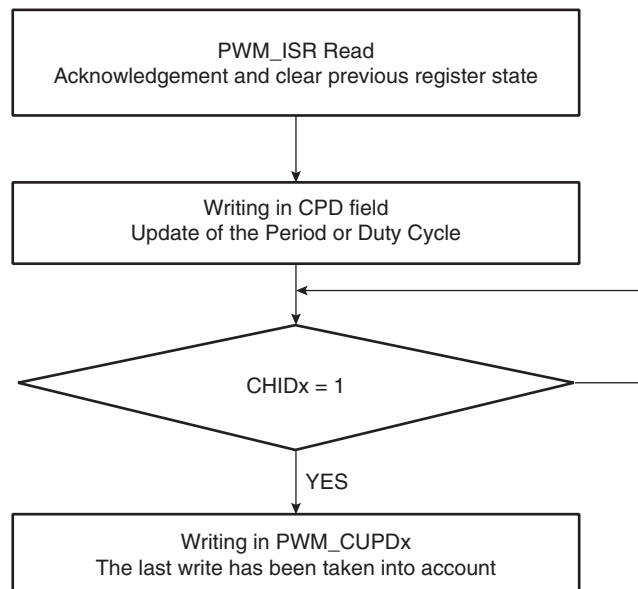 PWM_ISR Read
Acknowledgement and clear previous register state
Writing in CPD field
Update of the Period or Duty Cycle
CHIDx = 1
YES
Writing in PWM_CUPDx
The last write has been taken into account